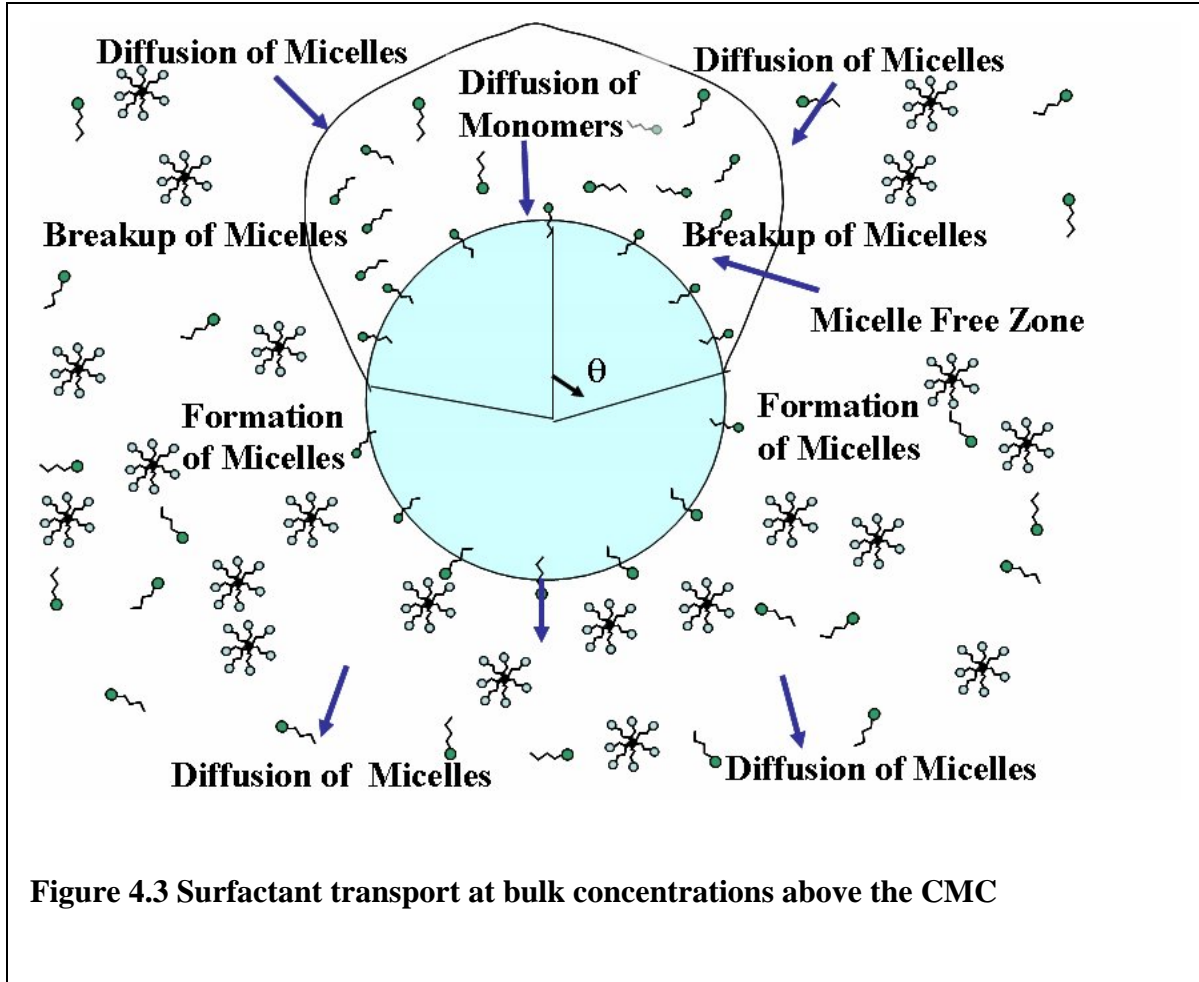 Diffusion of Micelles
Diffusion of
Monomers
Diffusion of Micelles
Breakup of Micelles
Breakup of Micelles
Micelle Free Zone
θ
Formation
of Micelles
Formation
of Micelles
Diffusion of Micelles
Diffusion of Micelles
Figure 4.3 Surfactant transport at bulk concentrations above the CMC